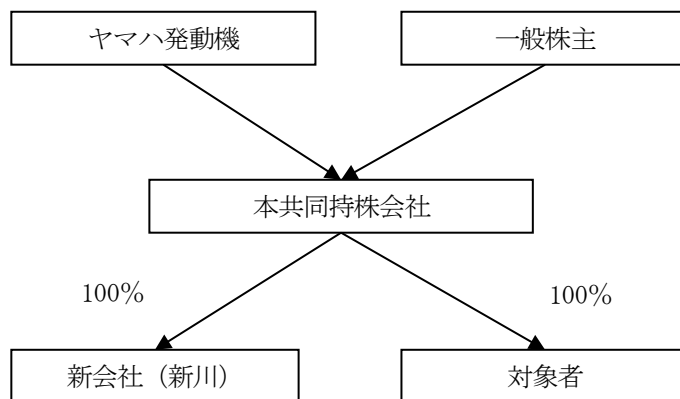 ヤマハ発動機
一般株主
本共同持株会社
100%
100%
新会社（新川）
対象者